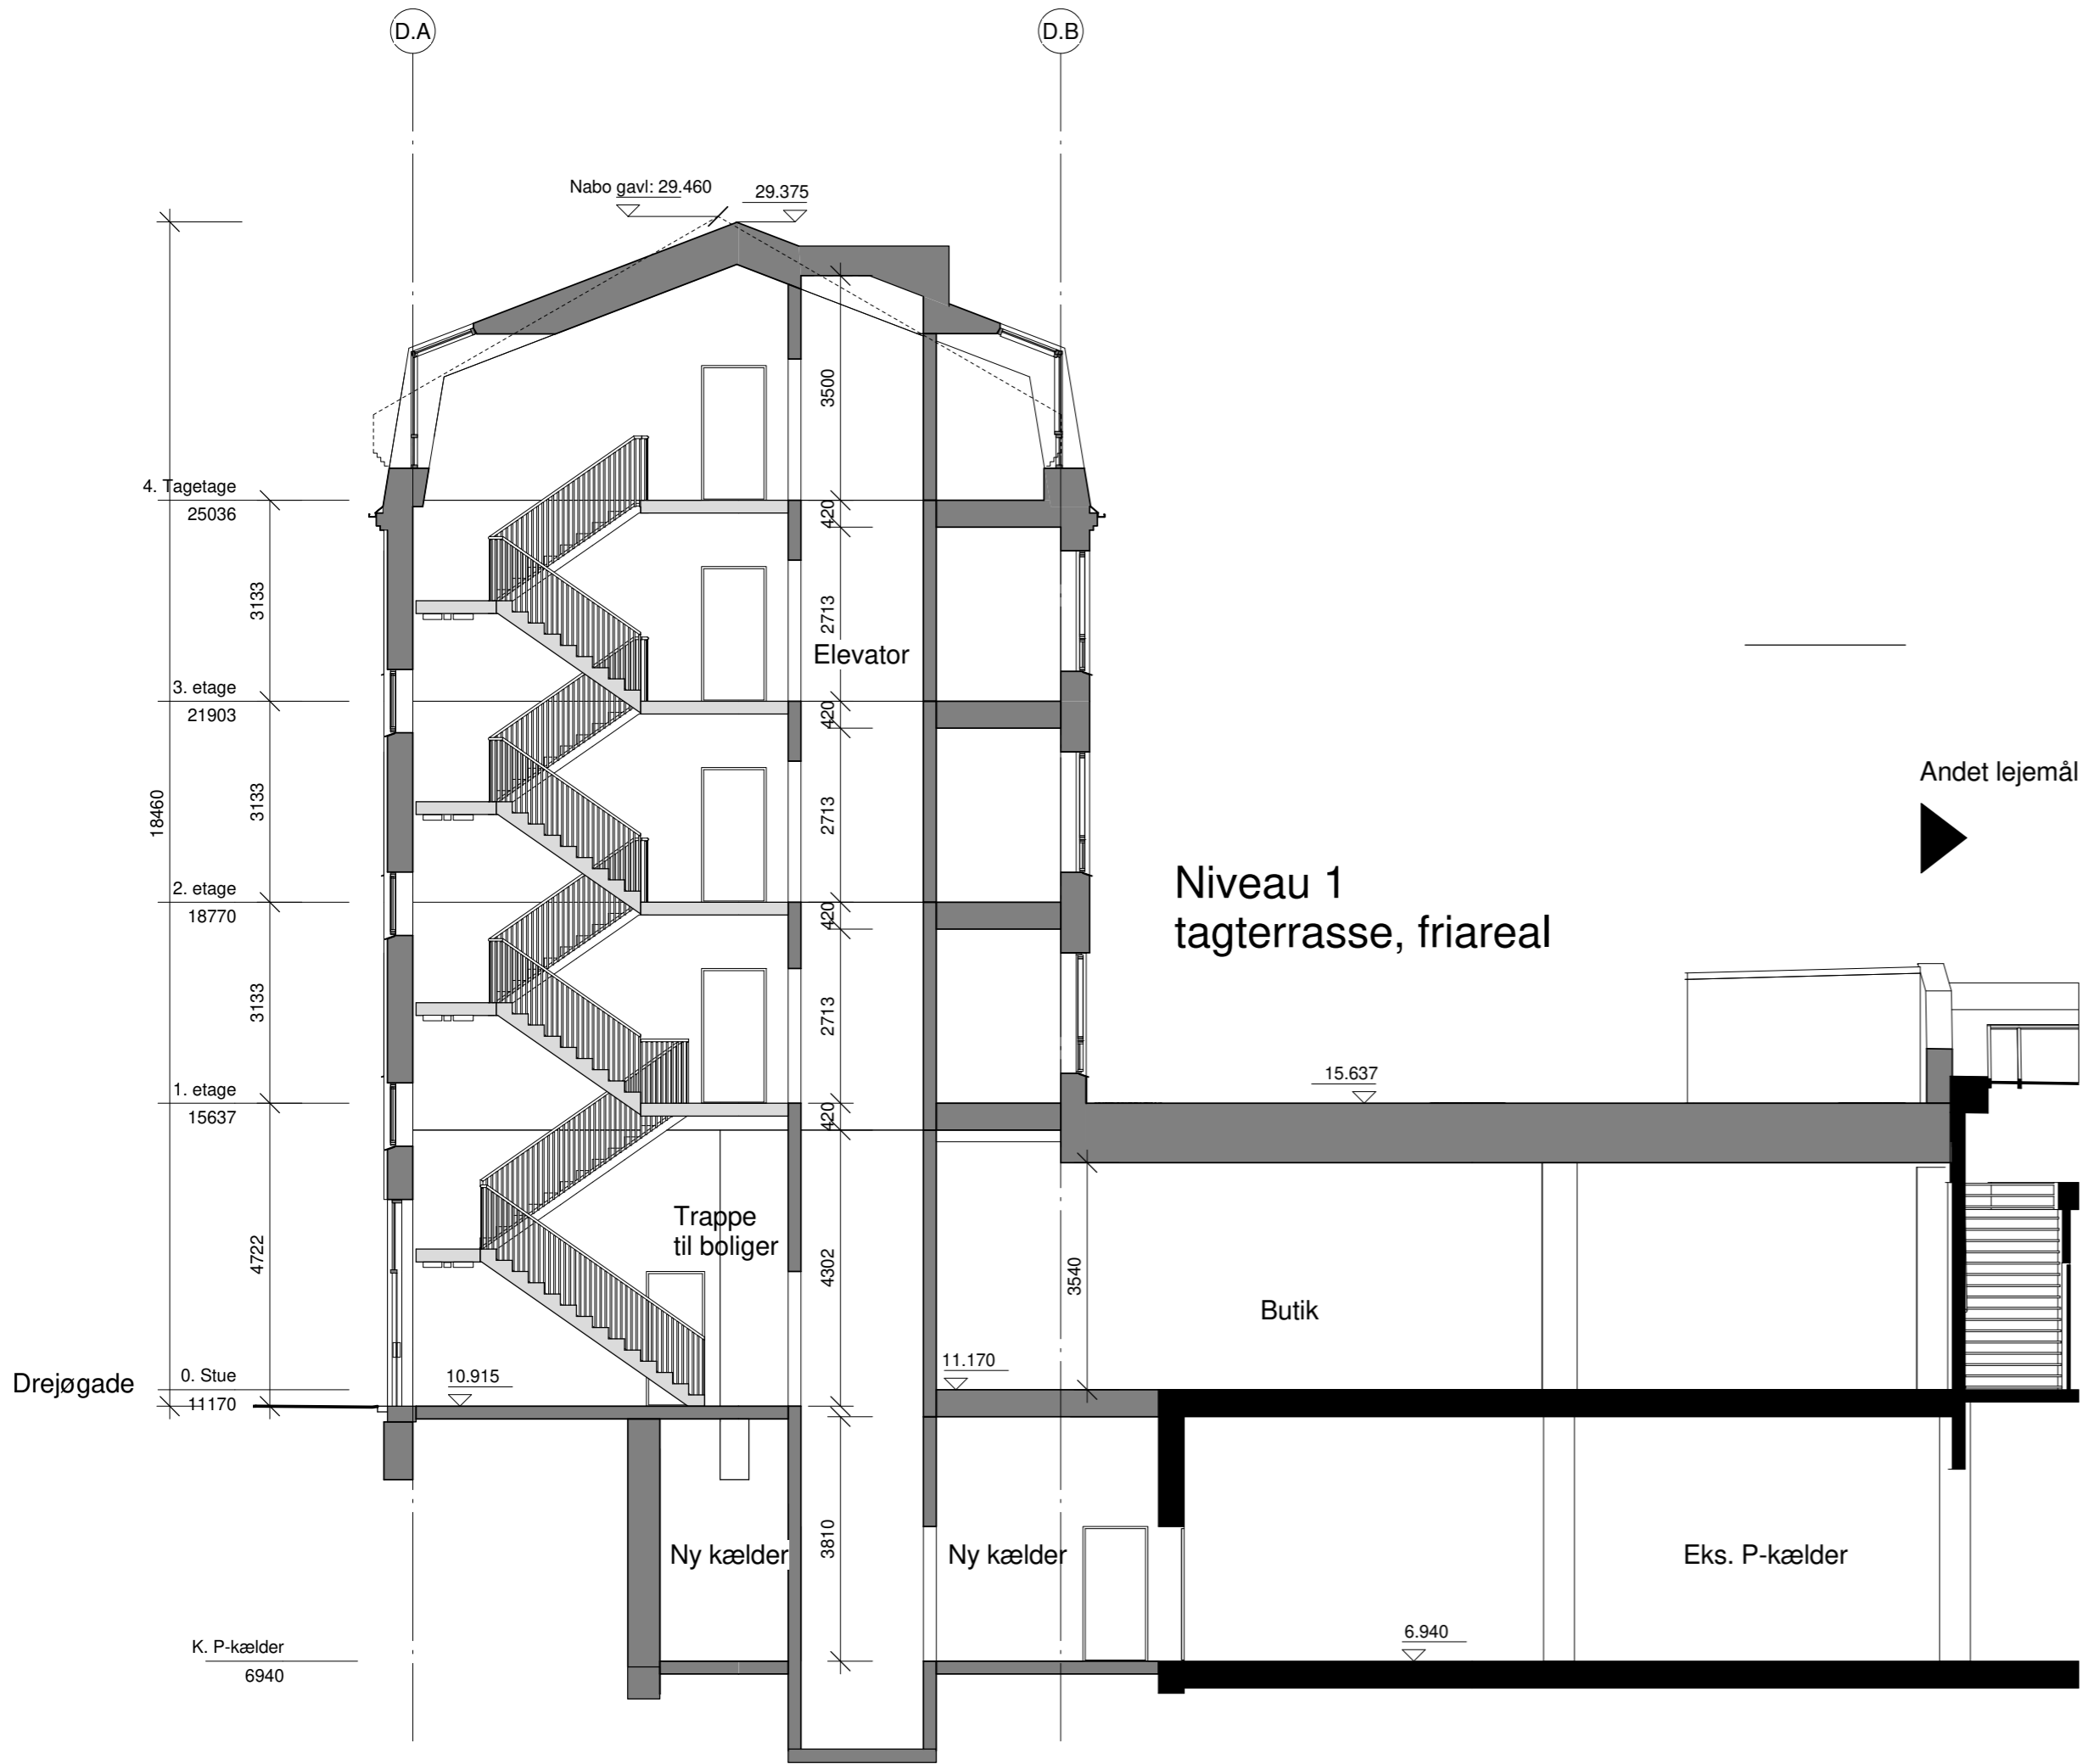 D.A
D.B
Nabo gavl: 29.460
29.375
3500
4. Tagetage
25036
420
3133
2713
Elevator
3. etage
21903
420
Andet lejemål
18460
3133
2713
Niveau 1
tagterrasse, friareal
2. etage
18770
420
3133
2713
15.637
1. etage
15637
420
Trappe
til boliger
4722
4302
3540
Butik
Drejøgade
0. Stue
11170
10.915
11.170
3810
Ny kælder
Ny kælder
Eks. P-kælder
K. P-kælder
6940
6.940